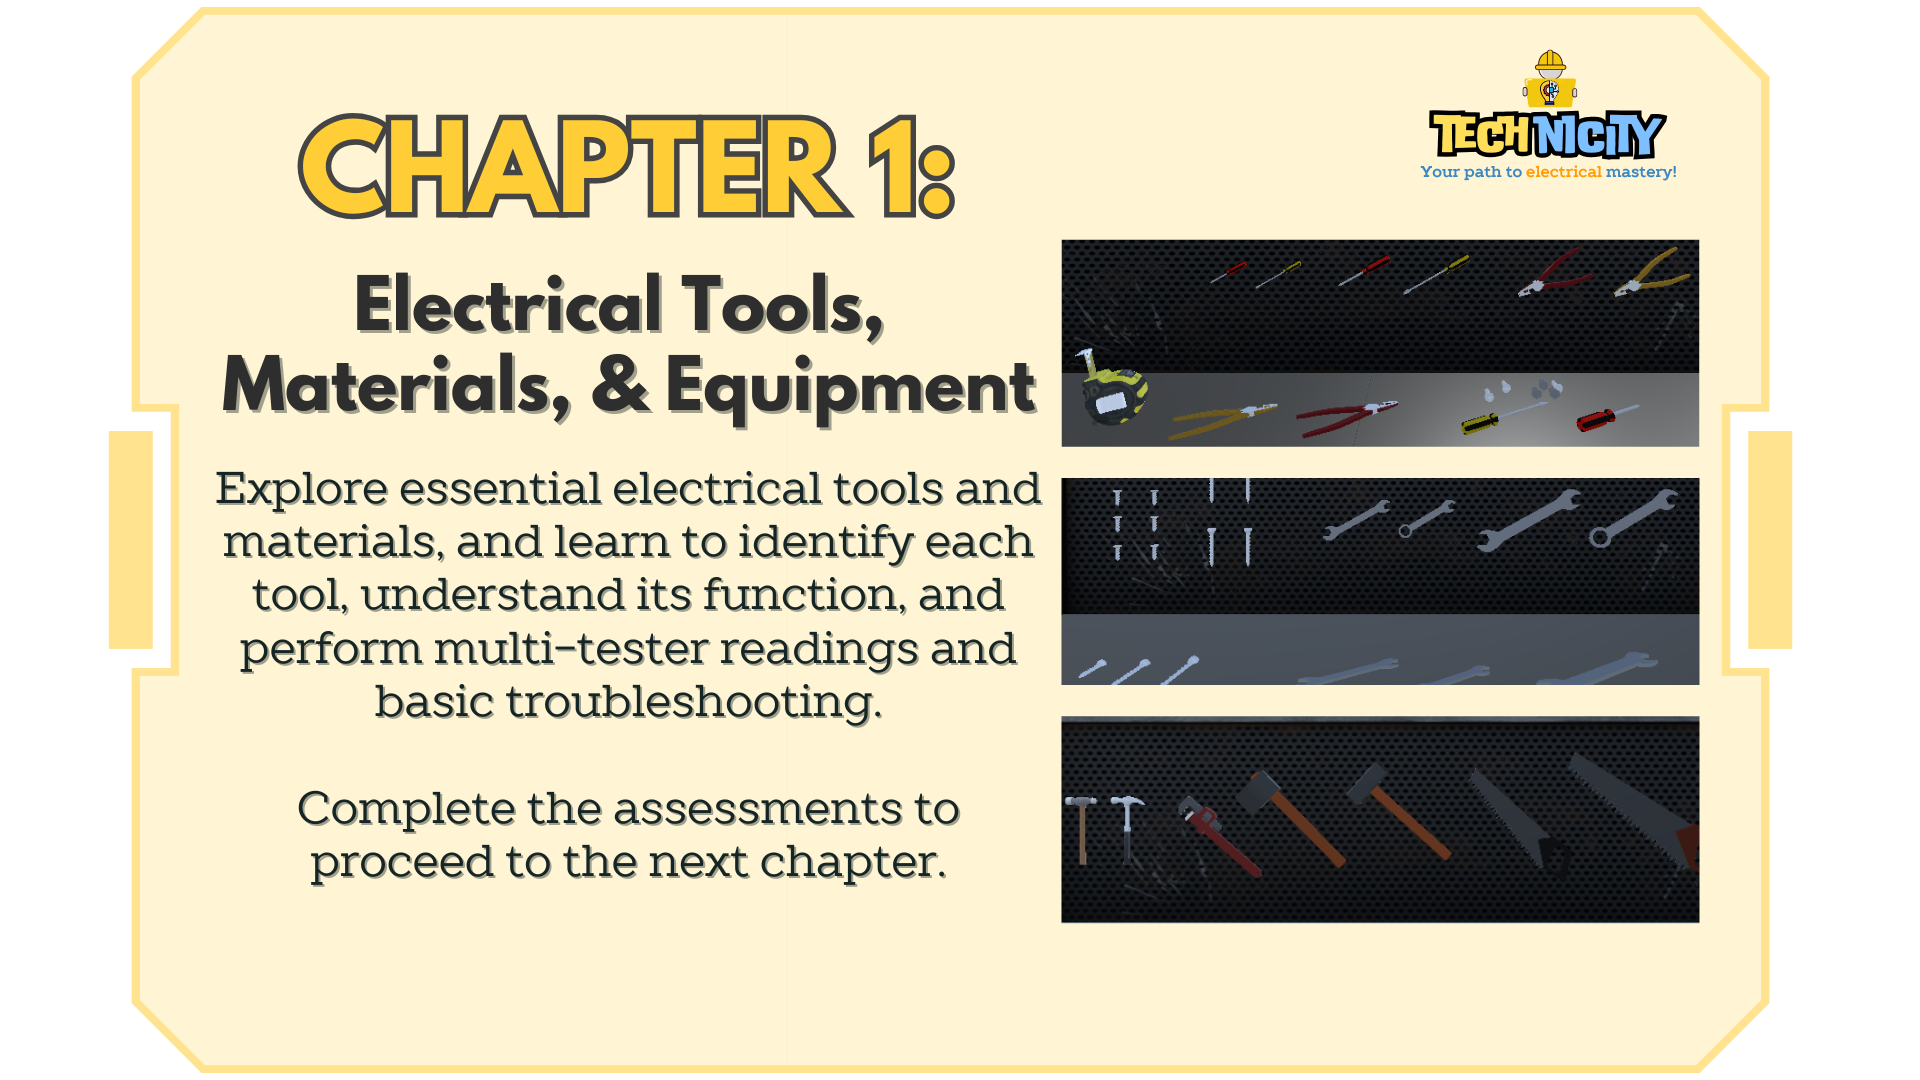 CHAPTER 1:
TECHNICITY
Your path to electrical mastery!
Electrical Tools,
Materials, & Equipment
Explore essential electrical tools and
materials, and learn to identify each
tool, understand its function, and
perform multi-tester readings and
basic troubleshooting.
Complete the assessments to
proceed to the next chapter.